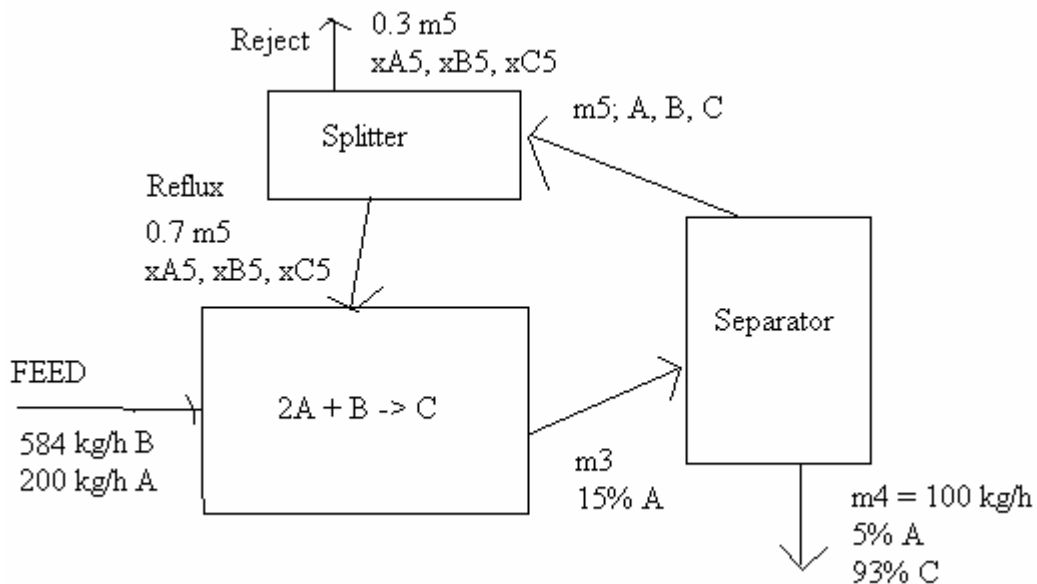 Reject
0.3 m5
xA5, xB5, xC5
Splitter
m5; A, B, C
Reflux
0.7 m5
xA5, xB5, xC5
Separator
FEED
2A + B -> C
584 kg/h B
200 kg/h A
m3
15% A
m4 = 100 kg/h
5% A
93% C